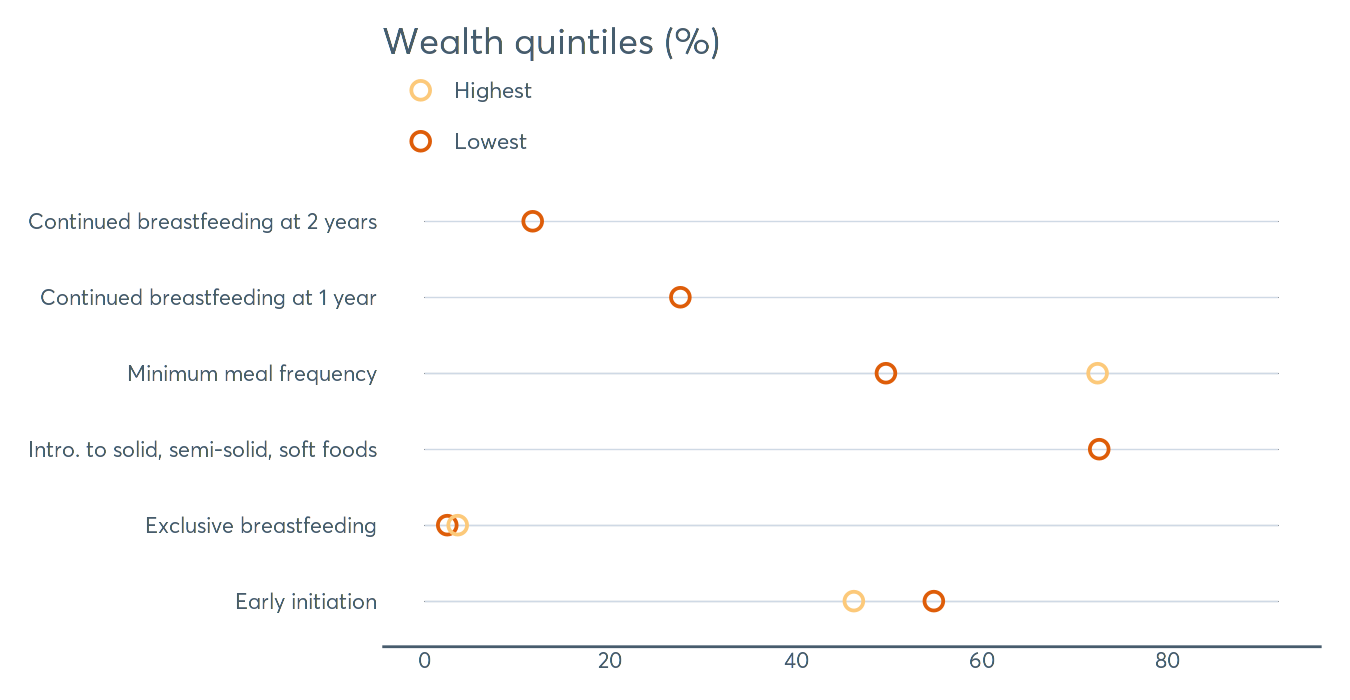 Wealth quintiles (%)
Highest
Lowest
Continued breastfeeding at 2 years
Continued breastfeeding at 1 year
Minimum meal frequency
Intro. to solid, semi-solid, soft foods
Exclusive breastfeeding
Early initiation
0 20 40 60 80